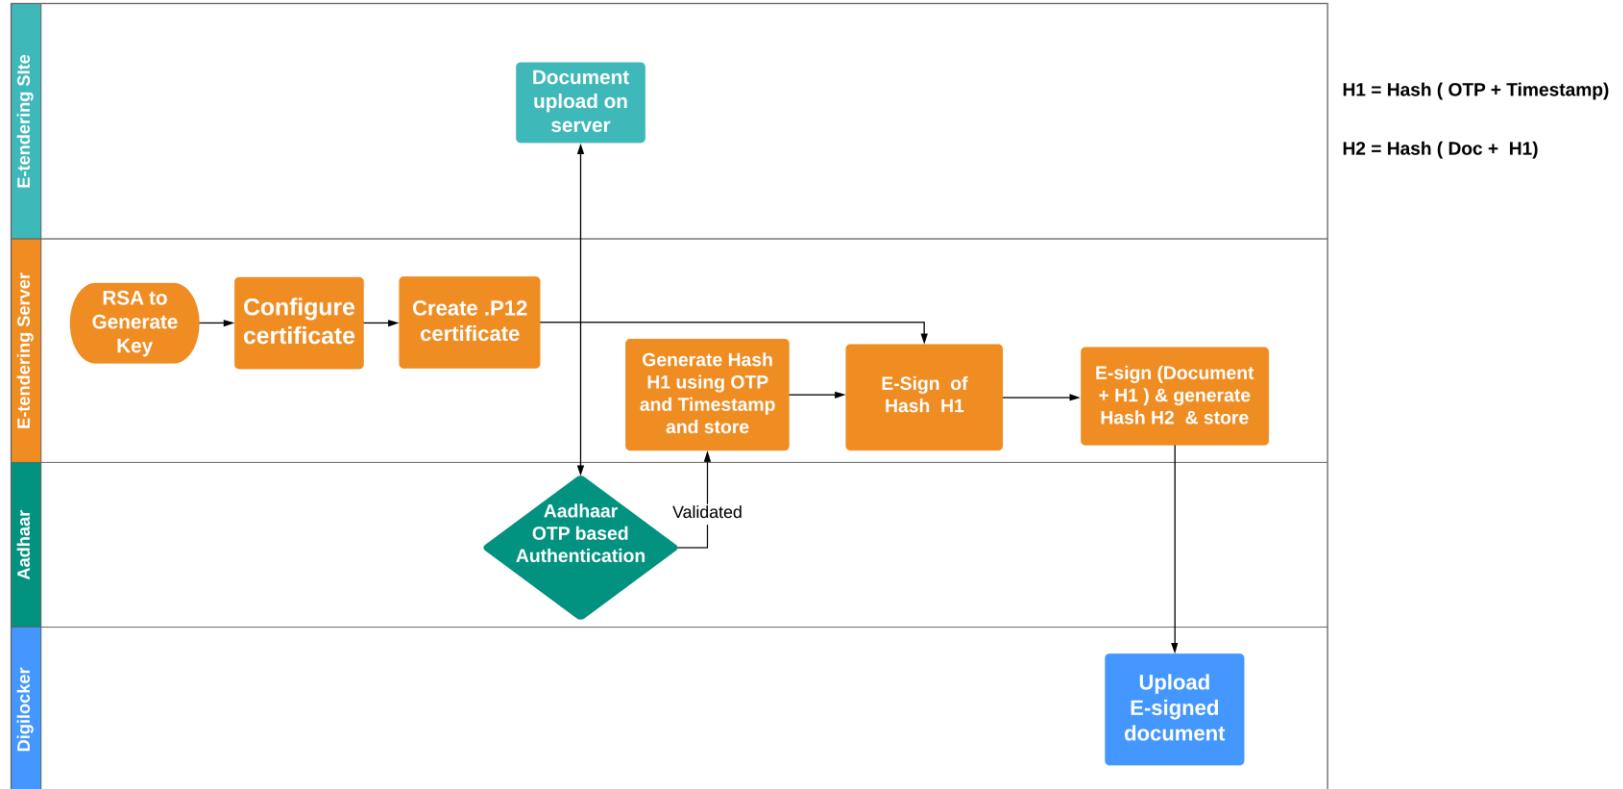 E-tendering SIte
Document
upload on
server
H1 = Hash ( OTP + Timestamp)
H2 = Hash ( Doc +  H1)
E-tendering Server
RSA to
Generate
Key
Configure
certificate
Create .P12
certificate
Generate Hash
H1 using OTP
and Timestamp
and store
E-Sign  of
Hash  H1
E-sign (Document
+ H1 ) & generate
Hash H2  & store
Aadhaar
Aadhaar
OTP based
Authentication
Validated
Digilocker
Upload
E-signed
document